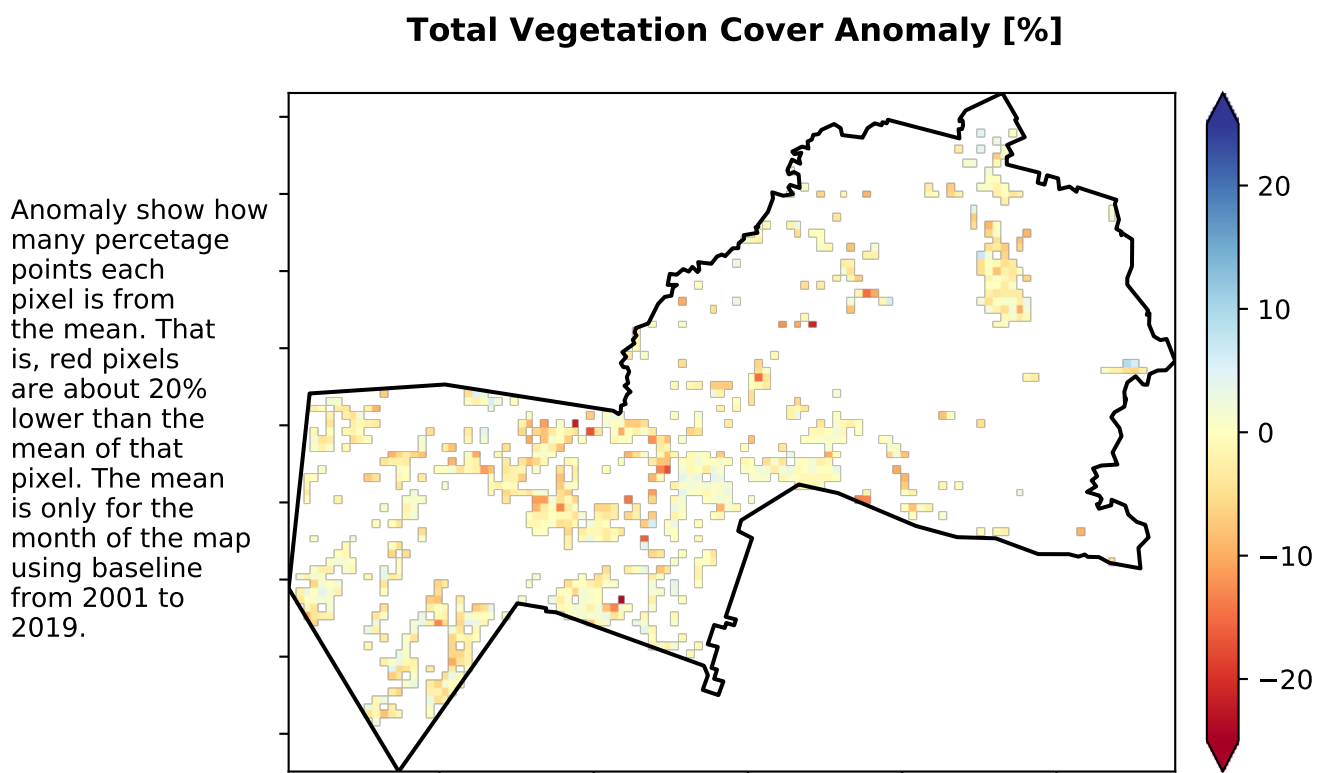 Total Vegetation Cover Anomaly [%]
Anomaly show how
many percetage
points each
pixel is from
the mean. That
is, red pixels
are about 20%
lower than the
mean of that
pixel. The mean
is only for the
month of the map
using baseline
from 2001 to
2019.
20
10
0
−10
−20